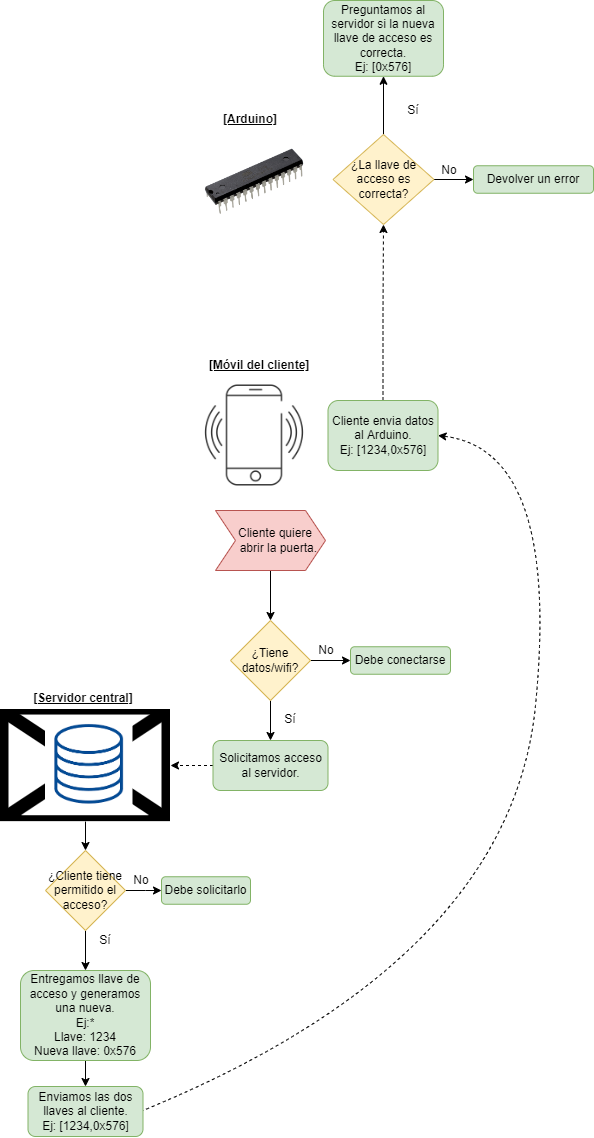 Preguntamos al
servidor si la nueva
llave de acceso es
correcta.
Ej: [0x576]
Sí
[Arduino]
¿La llave de
acceso es
correcta?
No
Devolver un error
[Móvil del cliente]
Cliente envia datos
al Arduino.
Ej: [1234,0x576]
Cliente quiere
abrir la puerta.
¿Tiene
datos/wifi?
No
Debe conectarse
Sí
[Servidor central]
Solicitamos acceso
al servidor.
¿Cliente tiene
permitido el
acceso?
No
Debe solicitarlo
Sí
Entregamos llave de
acceso y generamos
una nueva.
Ej:*
Llave: 1234
Nueva llave: 0x576
Enviamos las dos
llaves al cliente.
Ej: [1234,0x576]